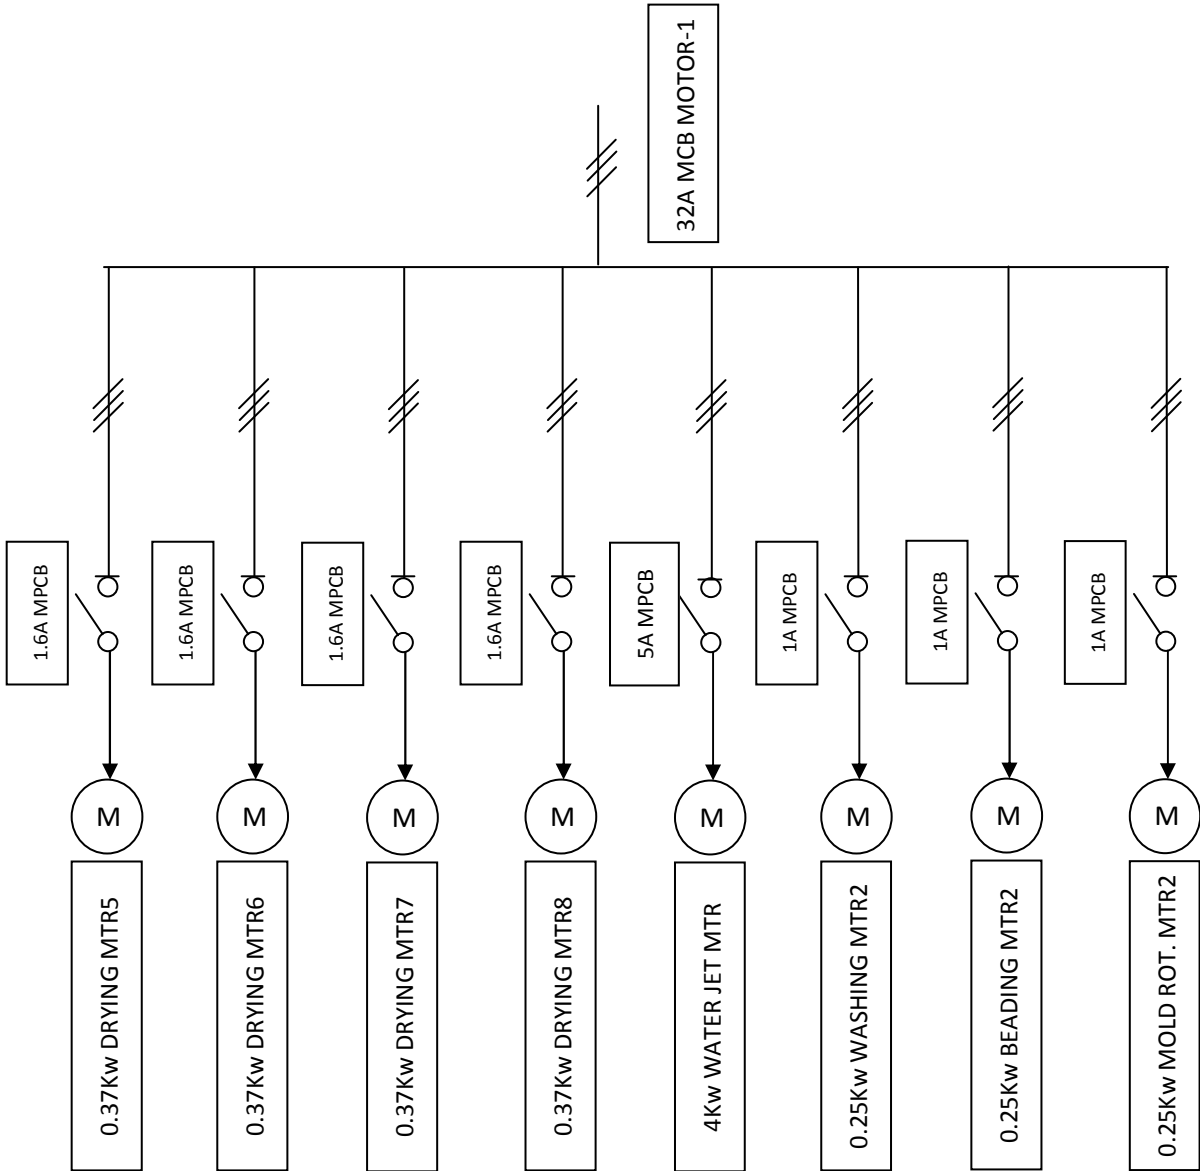 32A MCB MOTOR-1
1.6A MPCB
1.6A MPCB
1.6A MPCB
1.6A MPCB
5A MPCB
1A MPCB
1A MPCB
1A MPCB
M
M
M
M
M
M
M
M
0.37Kw DRYING MTR5
0.37Kw DRYING MTR6
0.37Kw DRYING MTR7
0.37Kw DRYING MTR8
4Kw WATER JET MTR
0.25Kw WASHING MTR2
0.25Kw BEADING MTR2
0.25Kw MOLD ROT. MTR2